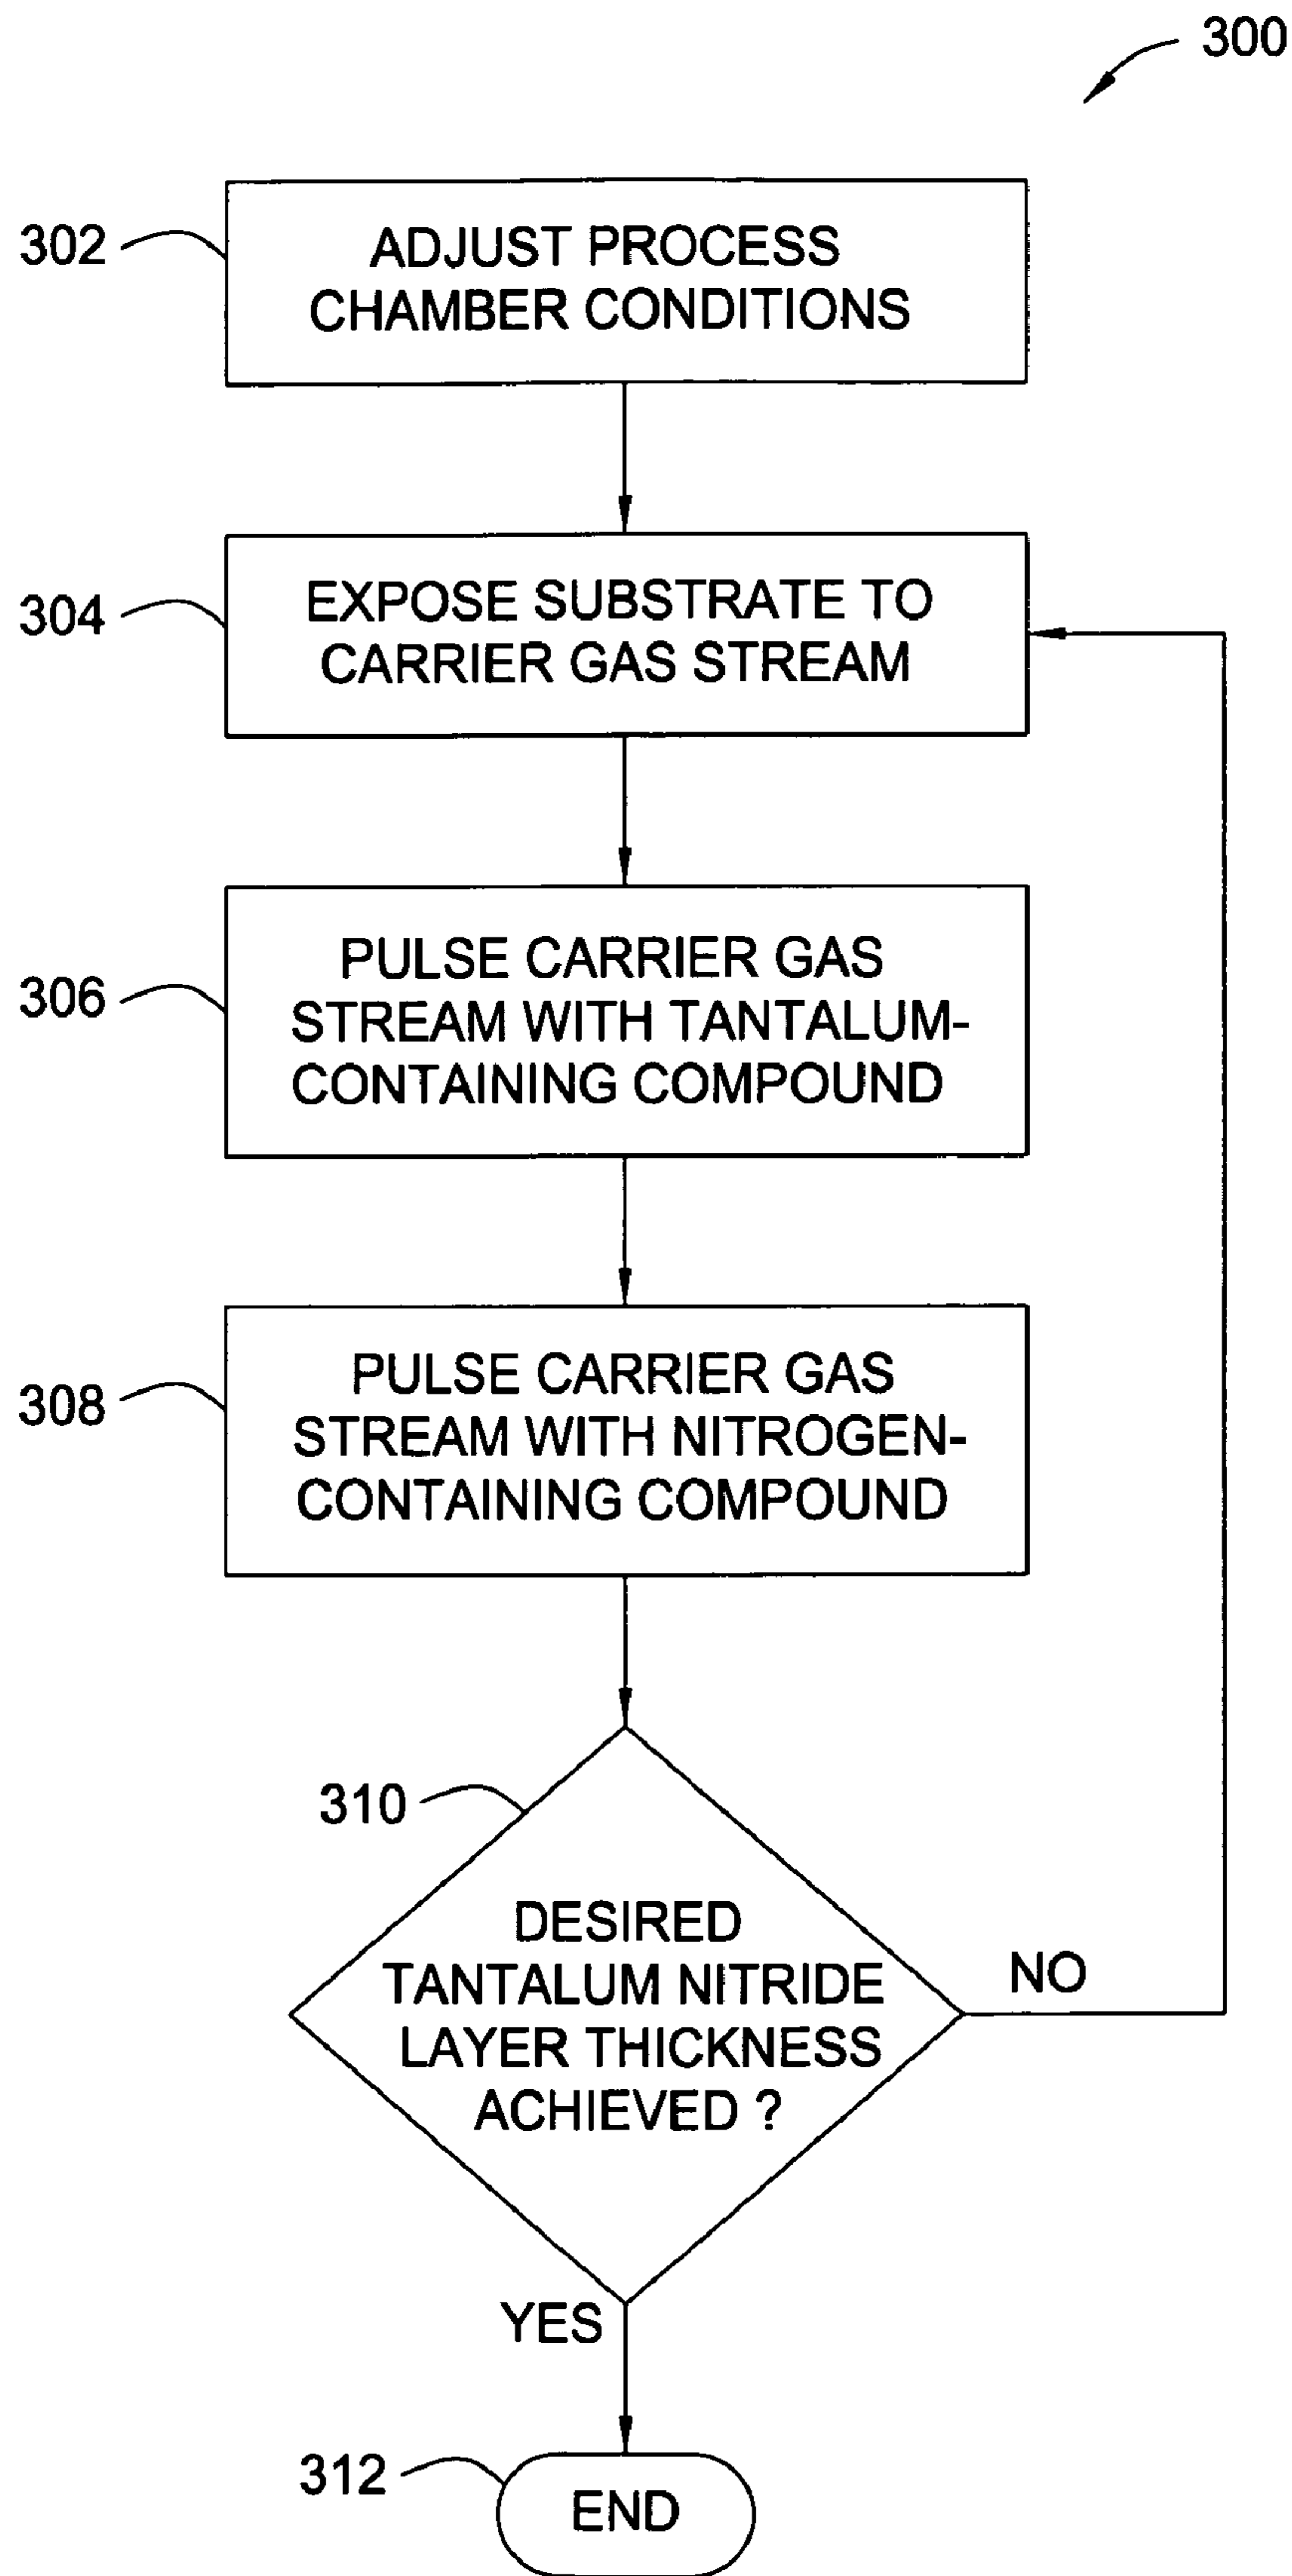 300
302
ADJUST PROCESS
CHAMBER CONDITIONS
304
EXPOSE SUBSTRATE TO
CARRIER GAS STREAM
306
PULSE CARRIER GAS
STREAM WITH TANTALUM-
CONTAINING COMPOUND
308
PULSE CARRIER GAS
STREAM WITH NITROGEN-
CONTAINING COMPOUND
310
DESIRED
TANTALUM NITRIDE
LAYER THICKNESS
ACHIEVED ?
NO
YES
312
END